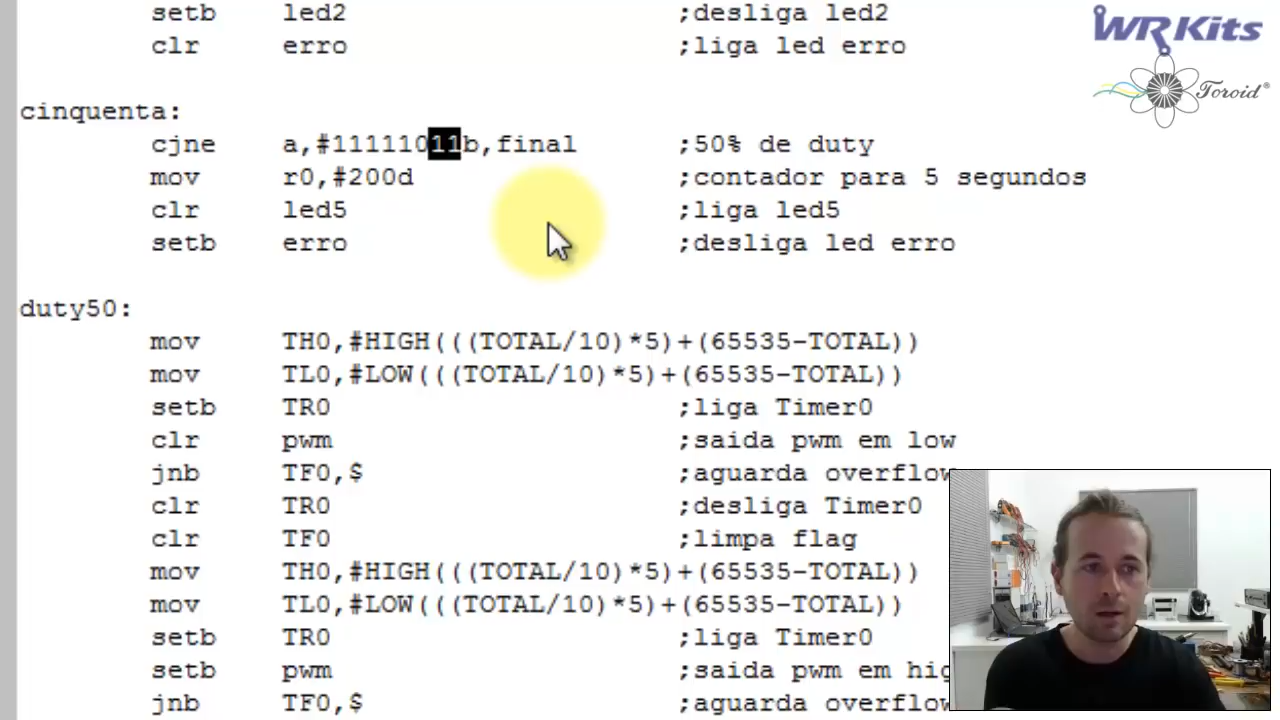 setb led2 ;desliga led2
clr erro ;liga led erro
WR Kits
Toroid®
cinquenta:
cjne a,#11111011b,final ;50% de duty
mov r0,#200d ;contador para 5 segundos
clr led5 ;liga led5
setb erro ;desliga led erro
duty50:
mov TH0,#HIGH(((TOTAL/10)*5)+(65535-TOTAL))
mov TL0,#LOW(((TOTAL/10)*5)+(65535-TOTAL))
setb TR0 ;liga Timer0
clr pwm ;saida pwm em low
jnb TF0,$ ;aguarda overflow
clr TR0 ;desliga Timer0
clr TF0 ;limpa flag
mov TH0,#HIGH(((TOTAL/10)*5)+(65535-TOTAL))
mov TL0,#LOW(((TOTAL/10)*5)+(65535-TOTAL))
setb TR0 ;liga Timer0
setb pwm ;saida pwm em hig
jnb TF0,$ ;aguarda overflow